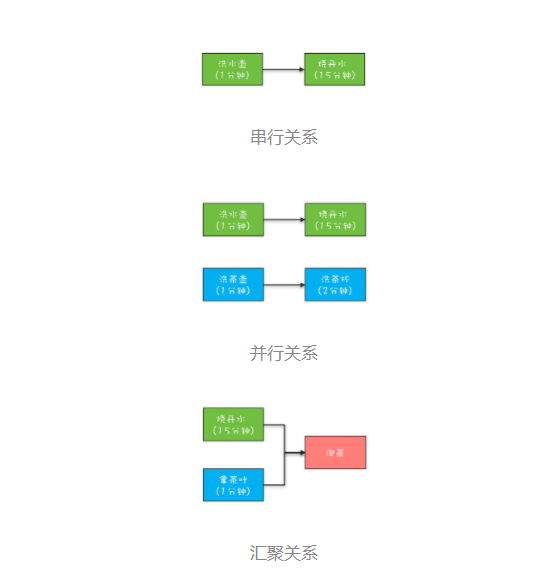 洗水壶
(1分钟)
烧开水
(15分钟)
串行关系
洗水壶
(1分钟)
烧开水
(15分钟)
洗茶壶
(1分钟)
洗茶杯
(2分钟)
并行关系
烧开水
(15分钟)
拿茶叶
(1分钟)
泡茶
汇聚关系